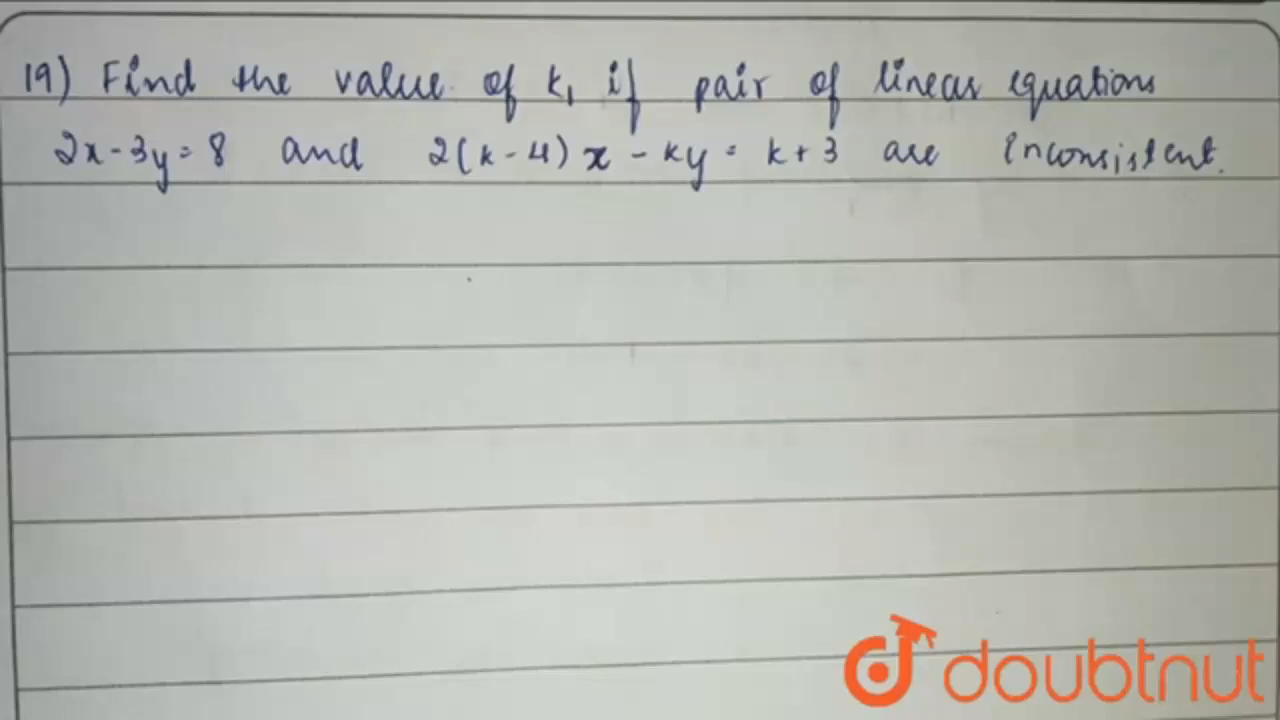 19) Find the value of k, if pair of linear equations
2x - 3y = 8 and 2(k - 4) x - ky = k + 3 are inconsistent.
doubtnut